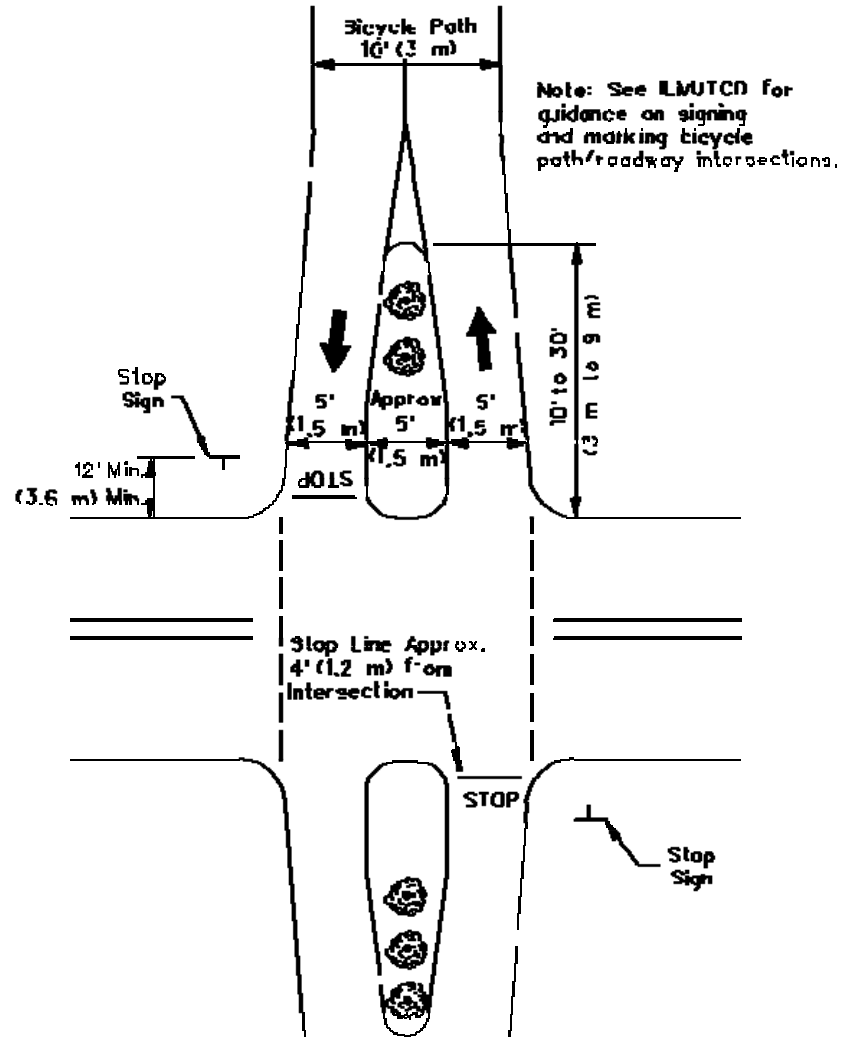 Bicycle Path
10' (3 m)
Note: See ILMUTCD for
guidance on signing
and marking bicycle
path/roadway intersections.
10' to 30'
(3 m to 9 m)
Stop
Sign
5'
(1.5 m)
Approx
5'
(1.5 m)
5'
(1.5 m)
12' Min.
(3.6 m) Min.
STOP
Stop Line Approx.
4' (1.2 m) from
Intersection
STOP
Stop
Sign